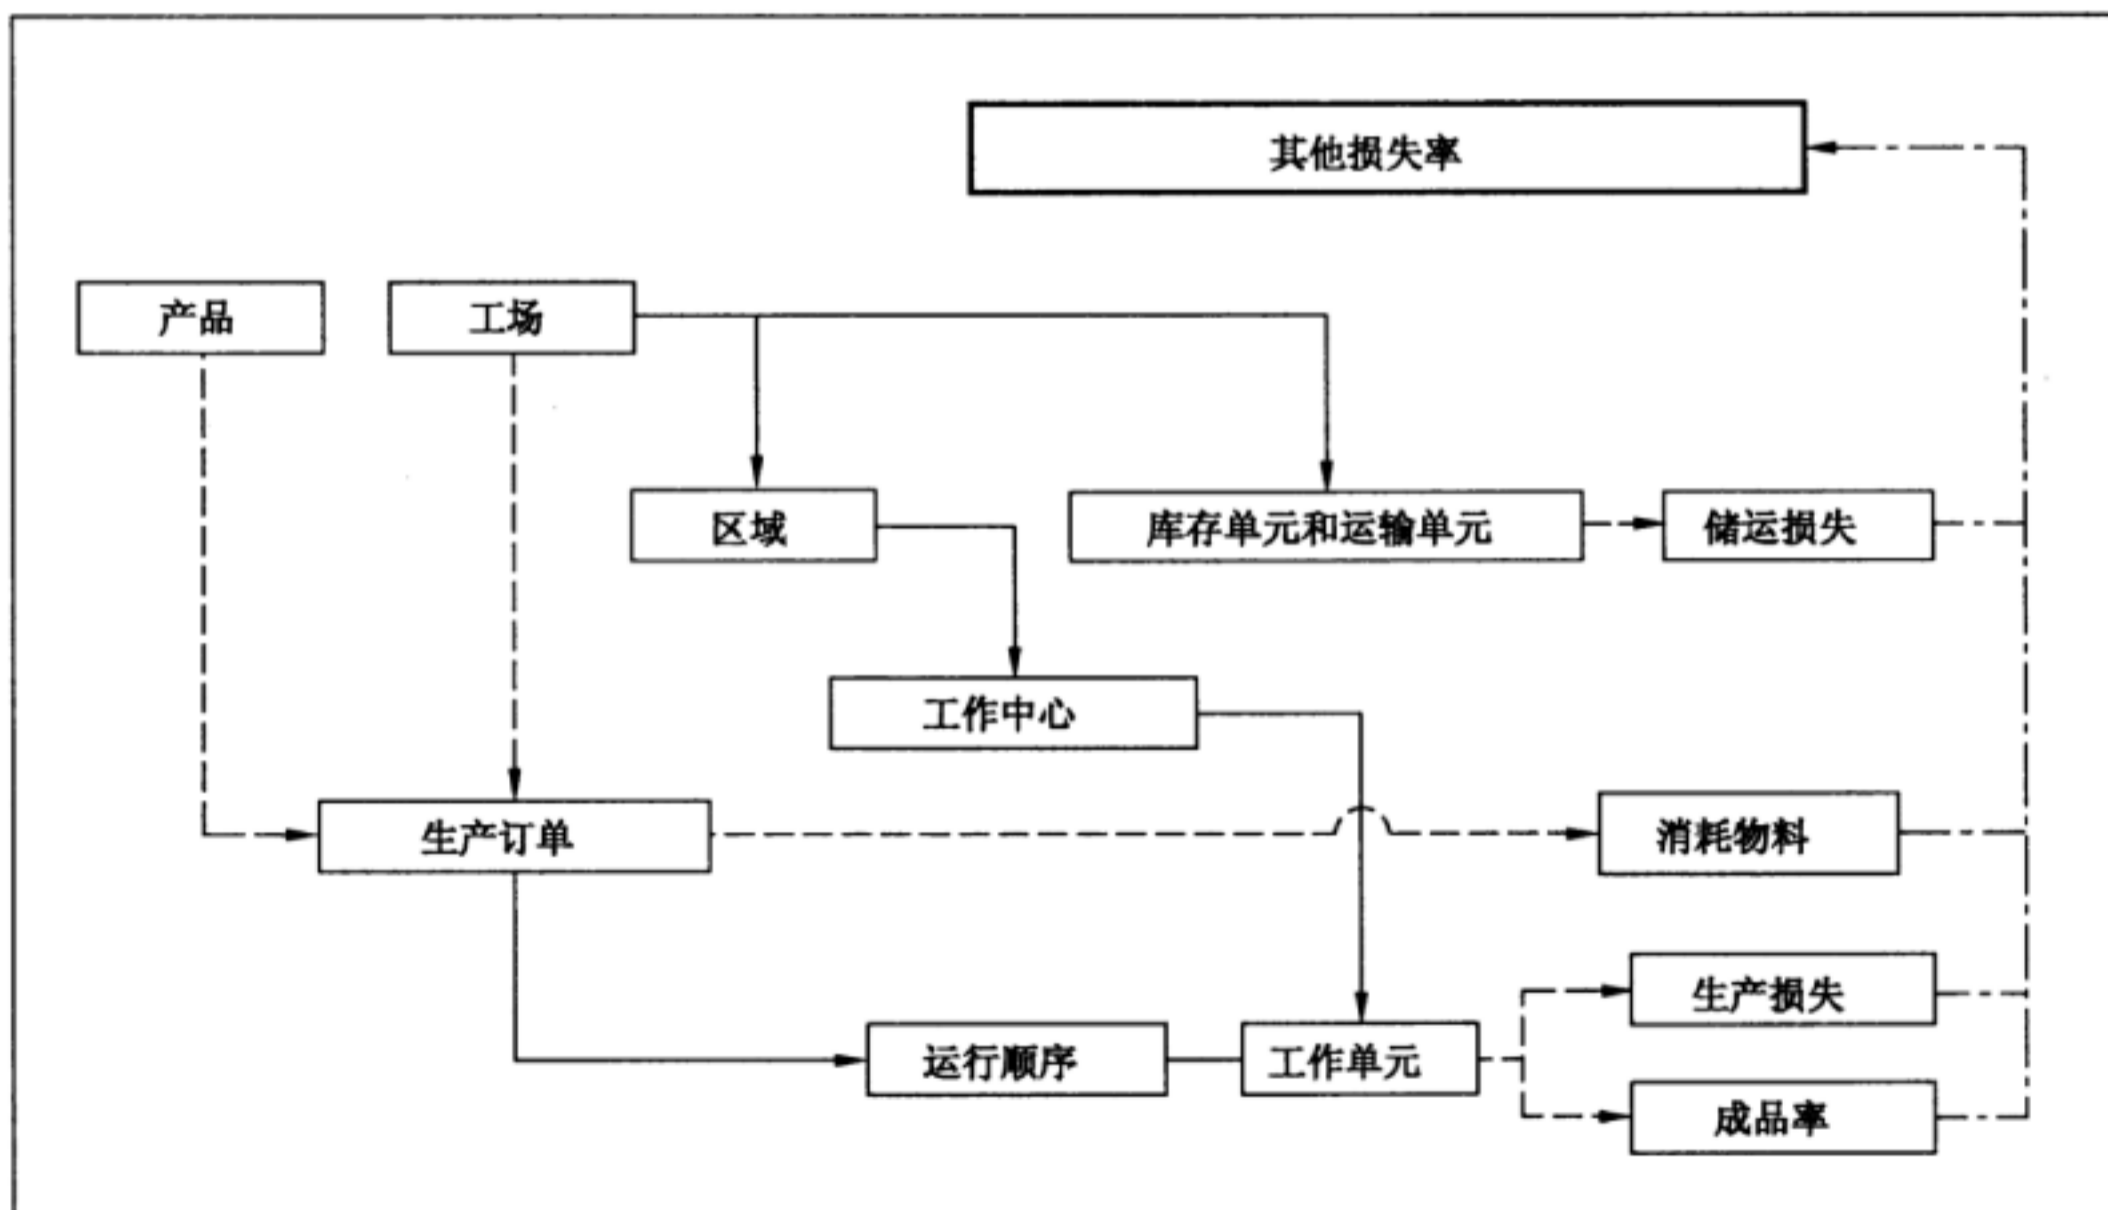 其他损失率
产品
工场
区域
库存单元和运输单元
储运损失
工作中心
生产订单
消耗物料
生产损失
运行顺序
工作单元
成品率